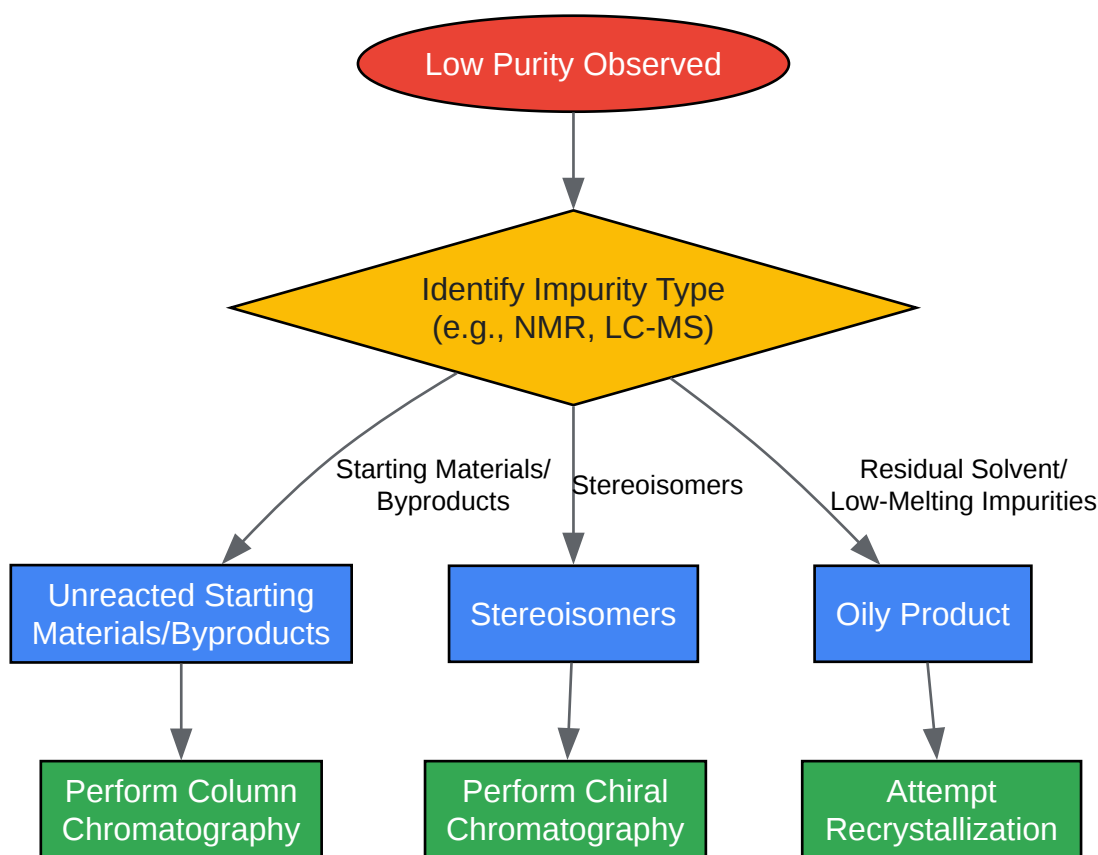 Low Purity Observed
Identify Impurity Type
(e.g., NMR, LC-MS)
Starting Materials/
Byproducts
Stereoisomers
Residual Solvent/
Low-Melting Impurities
Unreacted Starting
Materials/Byproducts
Stereoisomers
Oily Product
Perform Column
Chromatography
Perform Chiral
Chromatography
Attempt
Recrystallization